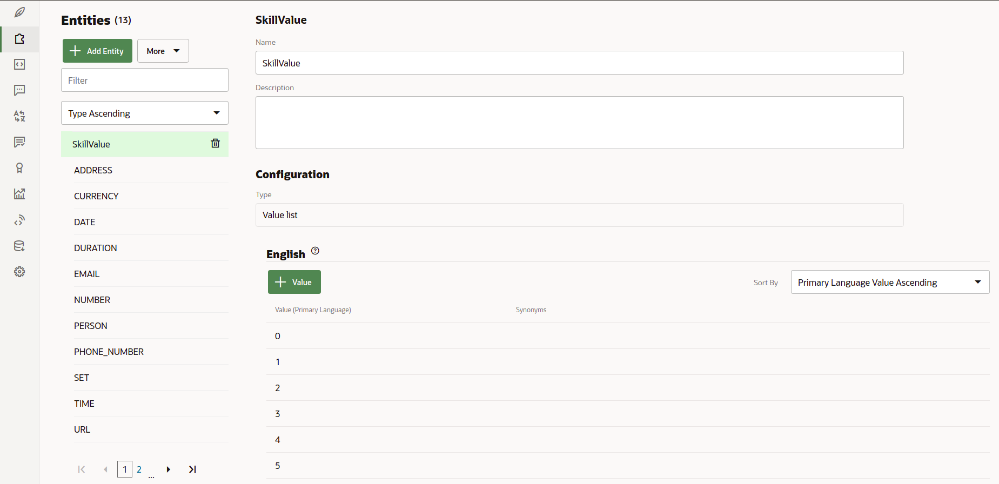 Entities (13)
Add Entity
More
Filter
Type Ascending
SkillValue
ADDRESS
CURRENCY
DATE
DURATION
EMAIL
NUMBER
PERSON
PHONE_NUMBER
SET
TIME
URL
1 2 ...
SkillValue
Name
SkillValue
Description
Configuration
Type
Value list
English
Value
Sort By
Primary Language Value Ascending
Value (Primary Language) Synonyms
0
1
2
3
4
5